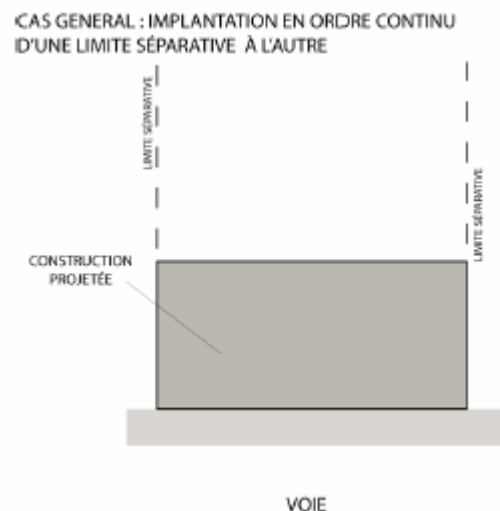 CAS GENERAL : IMPLANTATION EN ORDRE CONTINU
D'UNE LIMITE SÉPARATIVE À L'AUTRE
LIMITE SÉPARATIVE
LIMITE SÉPARATIVE
CONSTRUCTION
PROJETÉE
VOIE